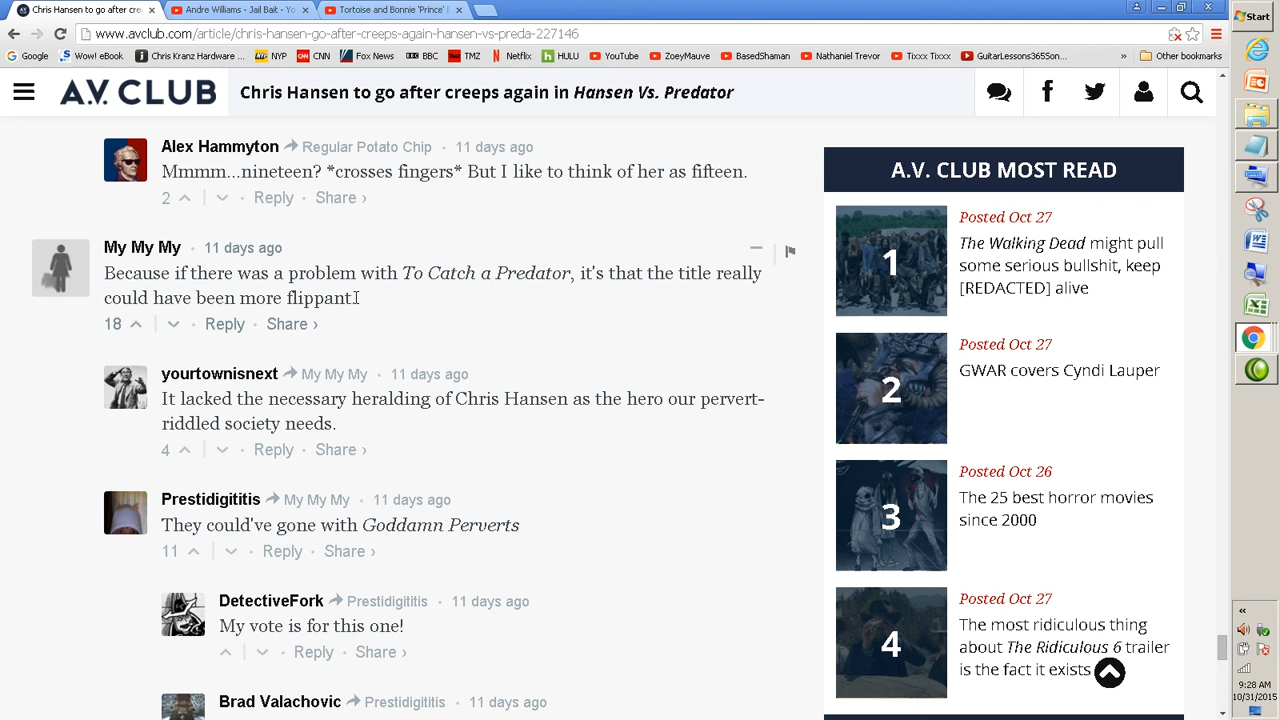 Chris Hansen to go after cre
Andre Williams - Jail Bait - Yo
Tortoise and Bonnie 'Prince' E
www.avclub.com/article/chris-hansen-go-after-creeps-again-hansen-vs-predi-227146
Google
Wow! eBook
Chris Kranz Hardware ...
NYP
CNN
Fox News
BBC
TMZ
Netflix
HULU
YouTube
ZoeyMauve
BasedShaman
Nathaniel Trevor
Tixxx Tixxx
GuitarLessons365Son...
»
Other bookmarks
A.V. CLUB
Chris Hansen to go after creeps again in Hansen Vs. Predator
Alex Hammyton Regular Potato Chip • 11 days ago
Mmmm...nineteen? *crosses fingers* But I like to think of her as fifteen.
2 • Reply • Share ›
My My My • 11 days ago
Because if there was a problem with To Catch a Predator, it's that the title really
could have been more flippant.
18 • Reply • Share ›
yourtownisnext My My My • 11 days ago
It lacked the necessary heralding of Chris Hansen as the hero our pervert-
riddled society needs.
4 • Reply • Share ›
Prestidigititis My My My • 11 days ago
They could've gone with Goddamn Perverts
11 • Reply • Share ›
DetectiveFork Prestidigititis • 11 days ago
My vote is for this one!
• Reply • Share ›
Brad Valachovic Prestidigititis • 11 days ago
A.V. CLUB MOST READ
1
Posted Oct 27
The Walking Dead might pull
some serious bullshit, keep
[REDACTED] alive
2
Posted Oct 27
GWAR covers Cyndi Lauper
3
Posted Oct 26
The 25 best horror movies
since 2000
4
Posted Oct 27
The most ridiculous thing
about The Ridiculous 6 trailer
is the fact it exists
Start
«
9:28 AM
10/31/2015